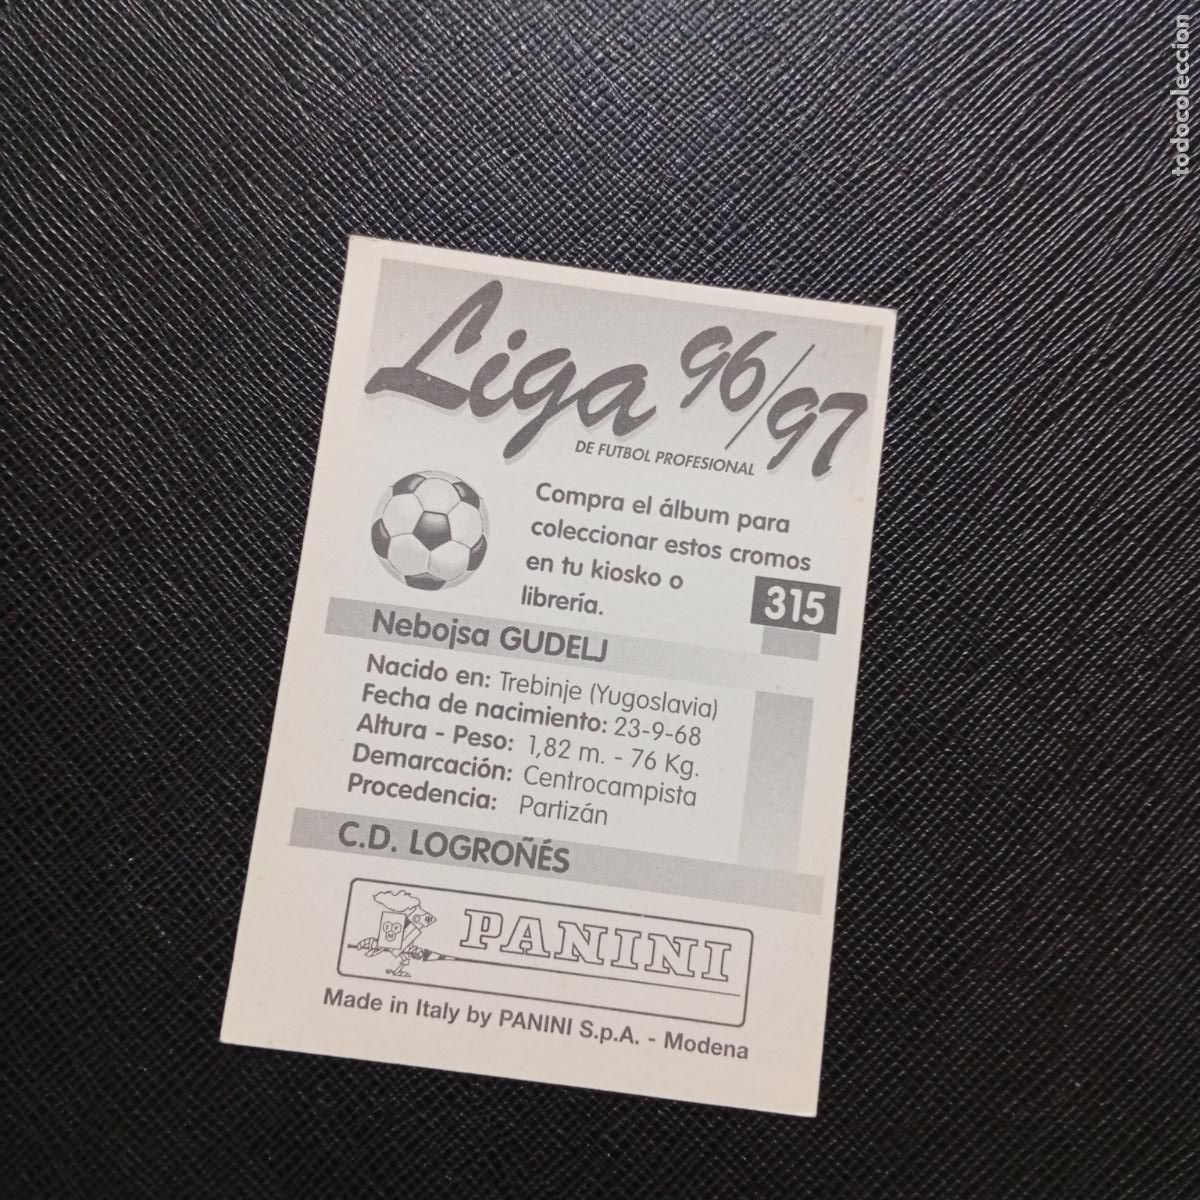 Liga 96/97
DE FUTBOL PROFESIONAL
Compra el álbum para
coleccionar estos cromos
en tu kiosko o
librería.
315
Nebojsa GUDELJ
Nacido en: Trebinje (Yugoslavia)
Fecha de nacimiento: 23-9-68
Altura - Peso: 1,82 m. - 76 Kg.
Demarcación: Centrocampista
Procedencia: Partizán
C.D. LOGROÑÉS
PANINI
Made in Italy by PANINI S.p.A. - Modena
todocoleccion